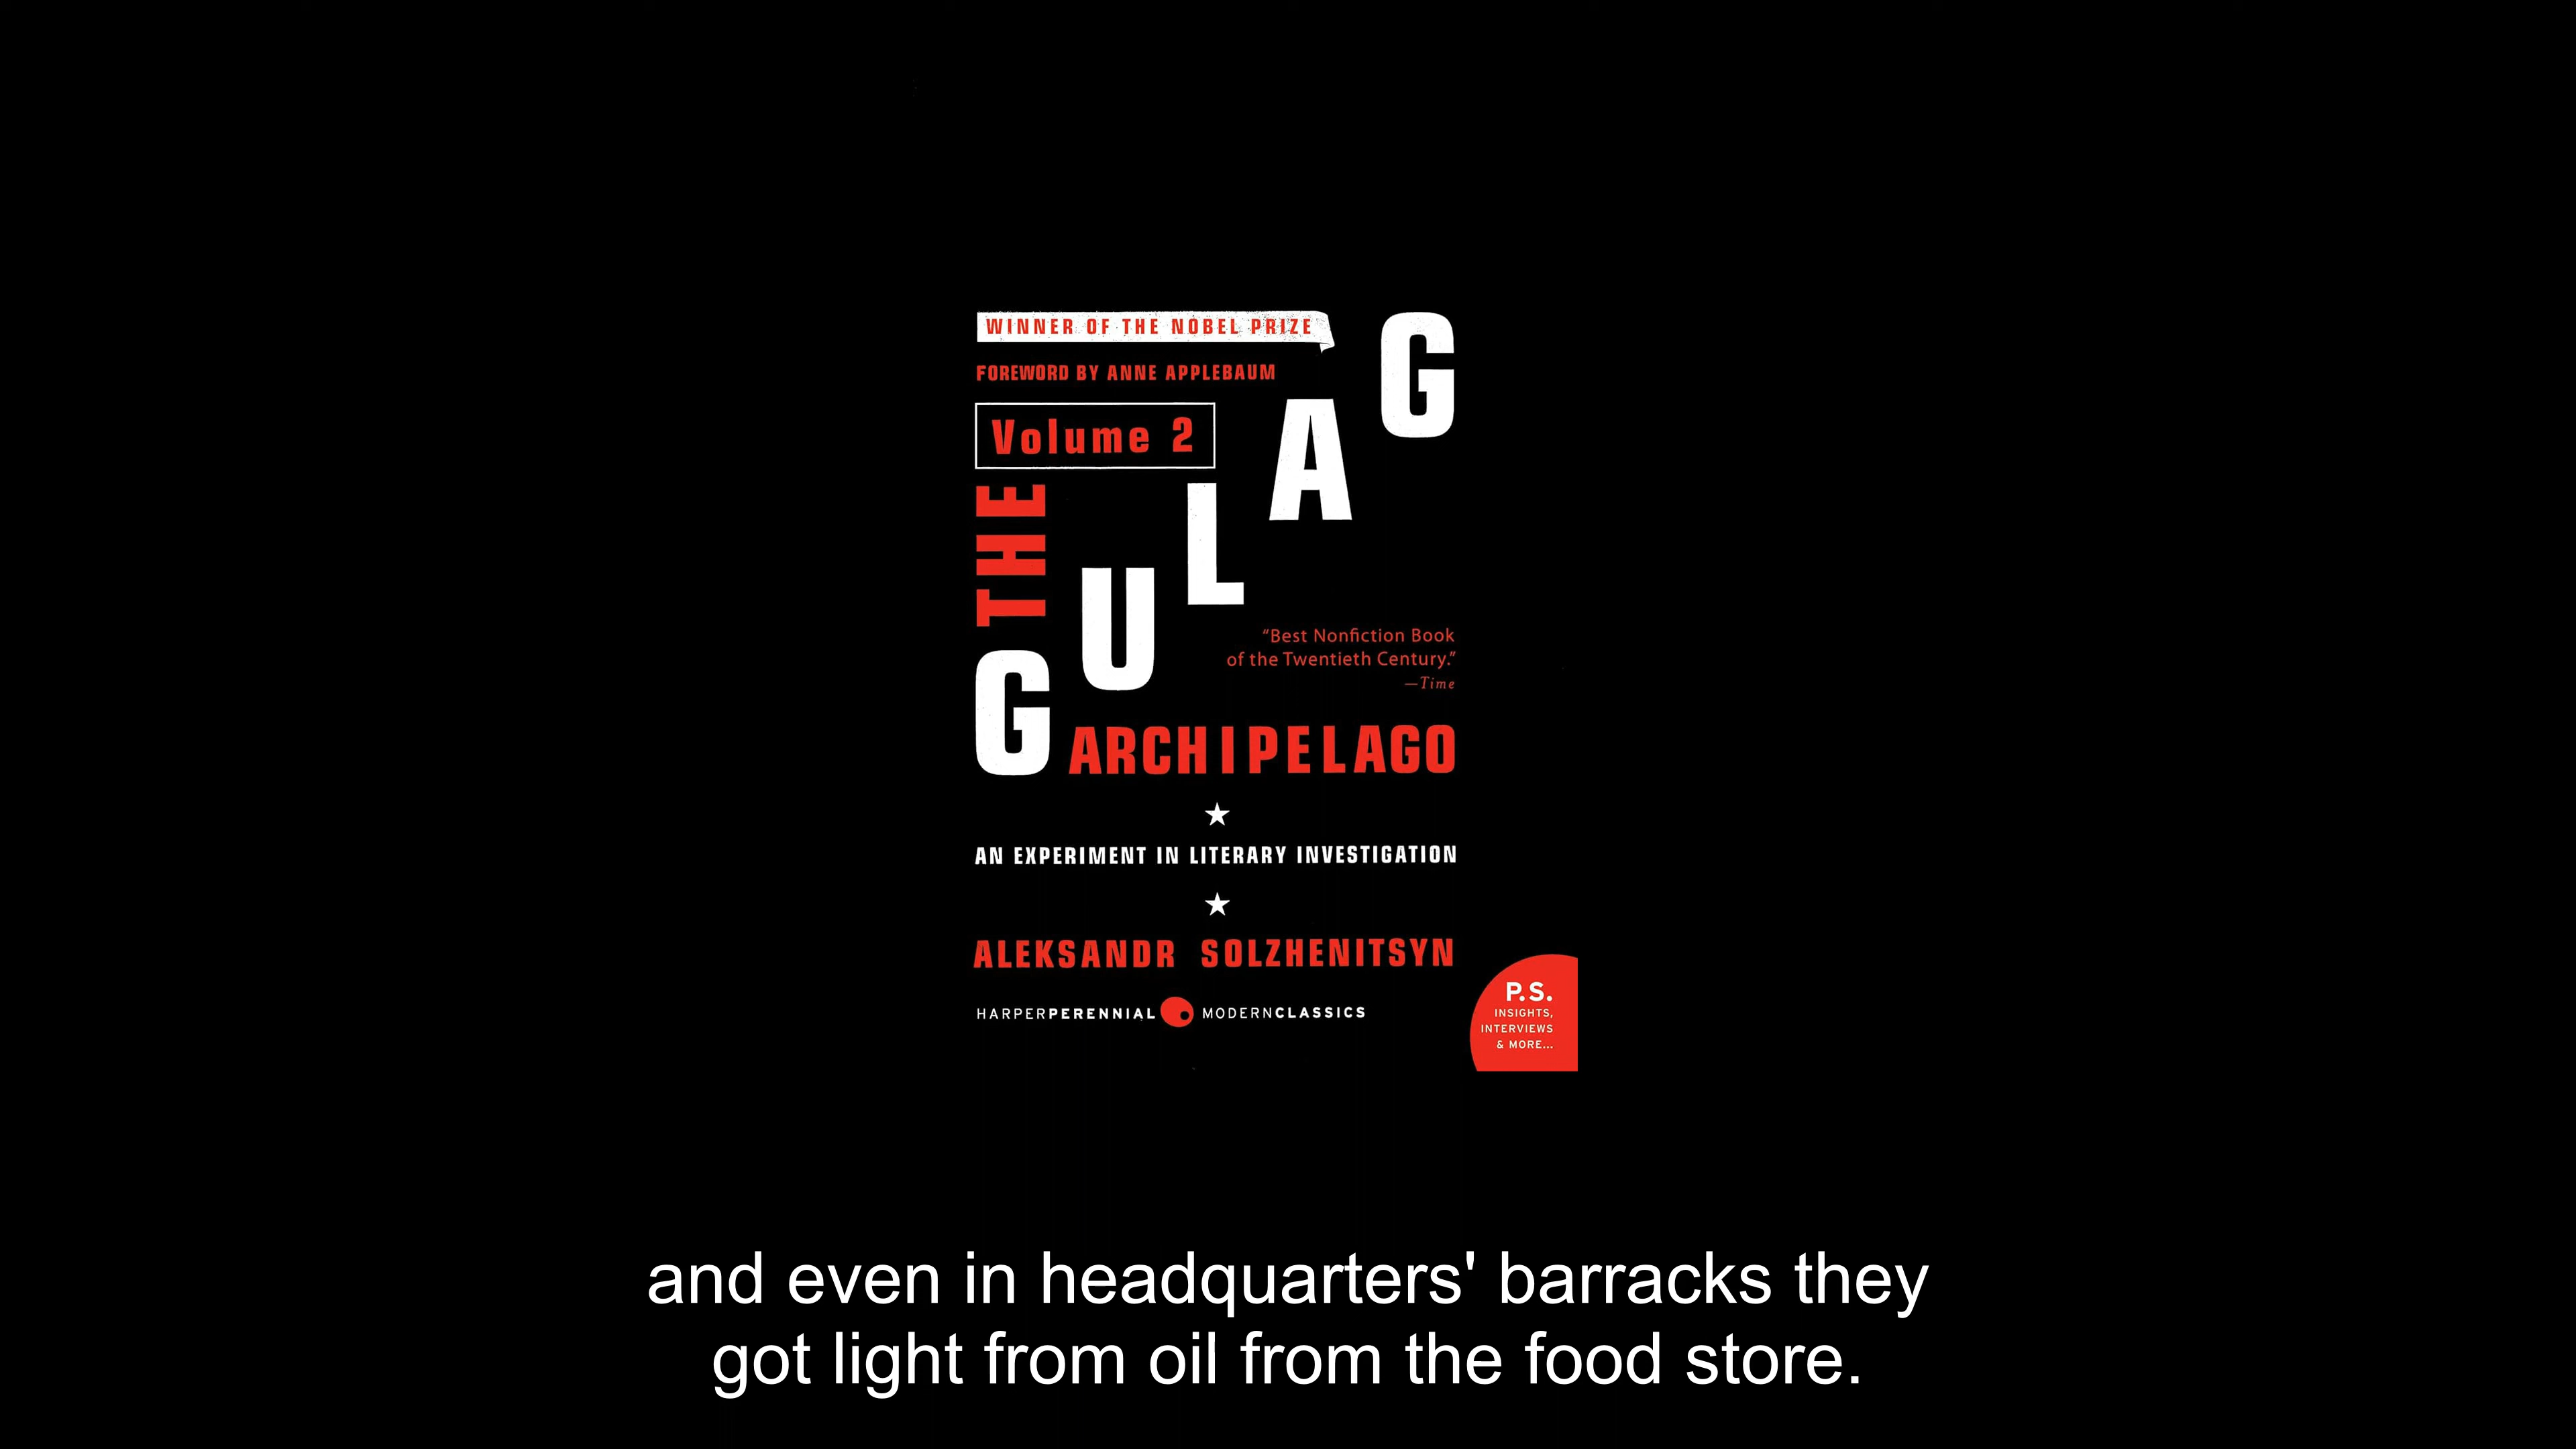 WINNER OF THE NOBEL PRIZE
FOREWORD BY ANNE APPLEBAUM
Volume 2
THE
GULAG
"Best Nonfiction Book
of the Twentieth Century."
—Time
ARCHIPELAGO
AN EXPERIMENT IN LITERARY INVESTIGATION
ALEKSANDR SOLZHENITSYN
HARPERPERENNIAL MODERNCLASSICS
P.S.
INSIGHTS,
INTERVIEWS
& MORE...
and even in headquarters' barracks they
got light from oil from the food store.